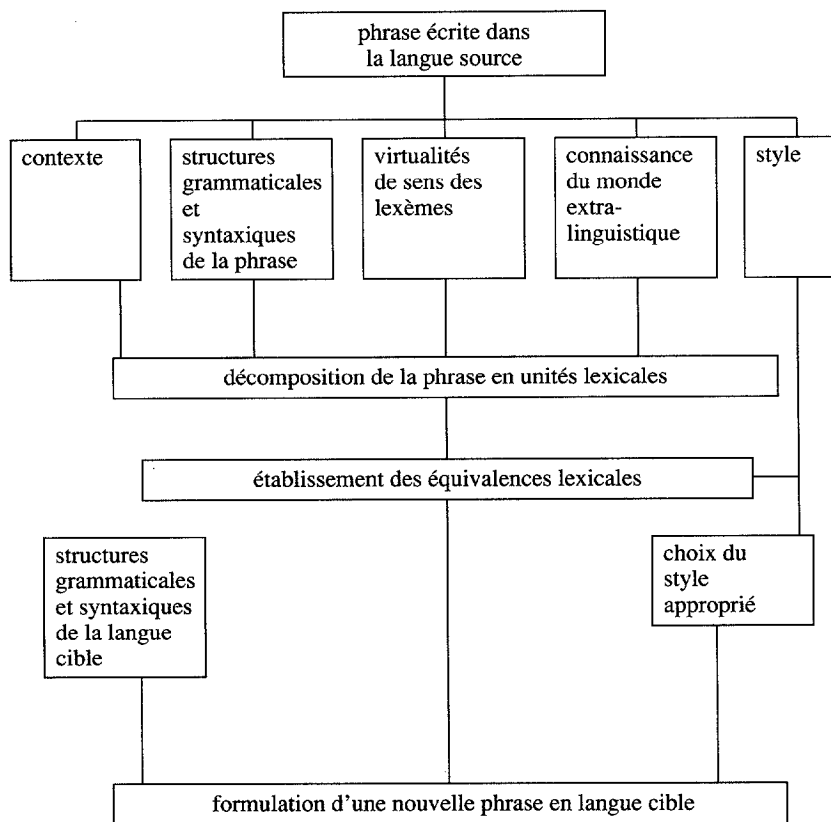 phrase écrite dans
la langue source
contexte
structures
grammaticales
et
syntaxiques
de la phrase
virtualités
de sens des
lexèmes
connaissance
du monde
extra-
linguistique
style
décomposition de la phrase en unités lexicales
établissement des équivalences lexicales
structures
grammaticales
et syntaxiques
de la langue
cible
choix du
style
approprié
formulation d'une nouvelle phrase en langue cible